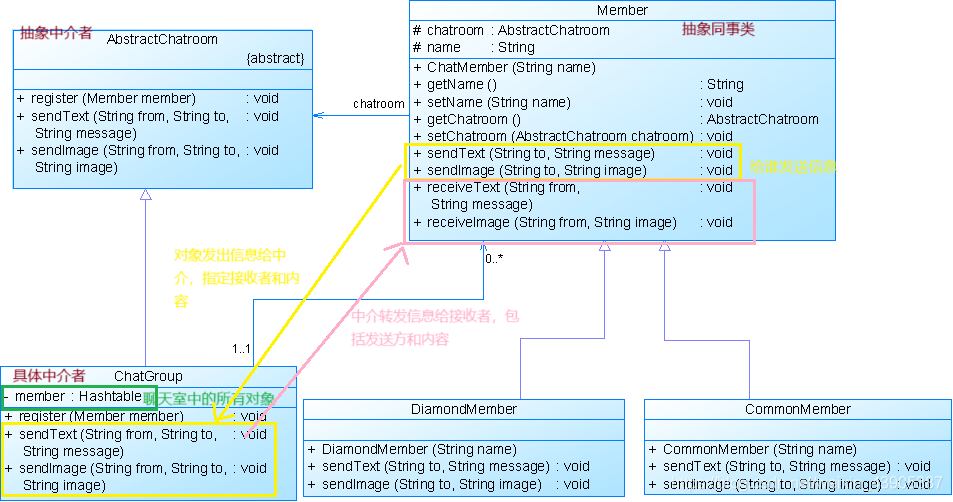 抽象中介者
AbstractChatroom
{abstract}
+ register (Member member) : void
+ sendText (String from, String to, : void
String message)
+ sendImage (String from, String to, : void
String image)
Member
# chatroom : AbstractChatroom
抽象同事类
# name : String
+ ChatMember (String name)
+ getName () : String
+ setName (String name) : void
+ getChatroom () : AbstractChatroom
+ setChatroom (AbstractChatroom chatroom) : void
+ sendText (String to, String message) : void
+ sendImage (String to, String image) : void
给谁发送信息
+ receiveText (String from, : void
String message)
+ receiveImage (String from, String image) : void
chatroom
0..*
1..1
对象发出信息给中
介，指定接收者和内
容
中介转发信息给接收者，包
括发送方和内容
具体中介者
ChatGroup
- member : Hashtable
聊天室中的所有对象
+ register (Member member) : void
+ sendText (String from, String to, : void
String message)
+ sendImage (String from, String to, : void
String image)
DiamondMember
+ DiamondMember (String name)
+ sendText (String to, String message) : void
+ sendImage (String to, String image) : void
CommonMember
+ CommonMember (String name)
+ sendText (String to, String message) : void
+ sendImage (String to, String image) : void